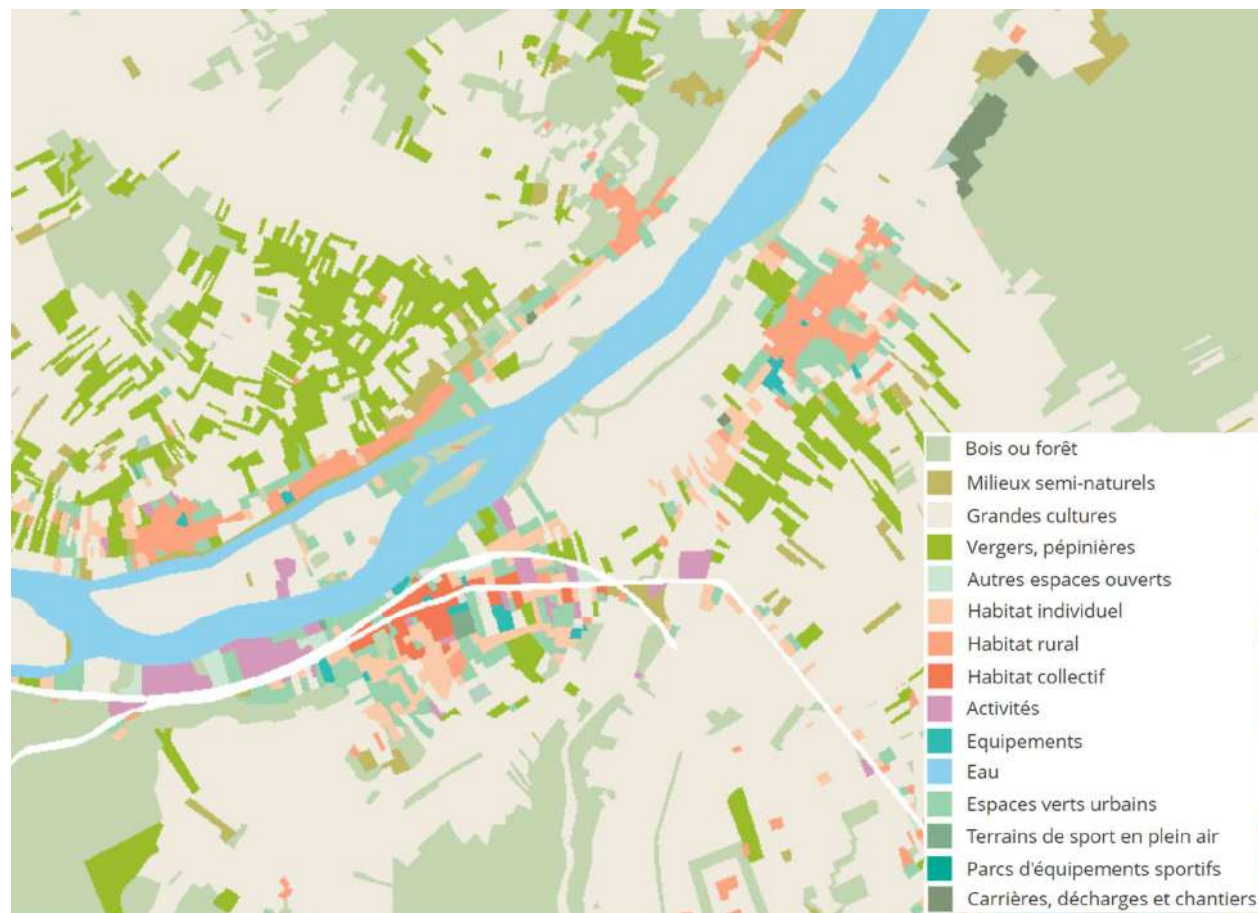 Bois ou forêt
Milieux semi-naturels
Grandes cultures
Vergers, pépinières
Autres espaces ouverts
Habitat individuel
Habitat rural
Habitat collectif
Activités
Equipements
Eau
Espaces verts urbains
Terrains de sport en plein air
Parcs d'équipements sportifs
Carrières, décharges et chantiers